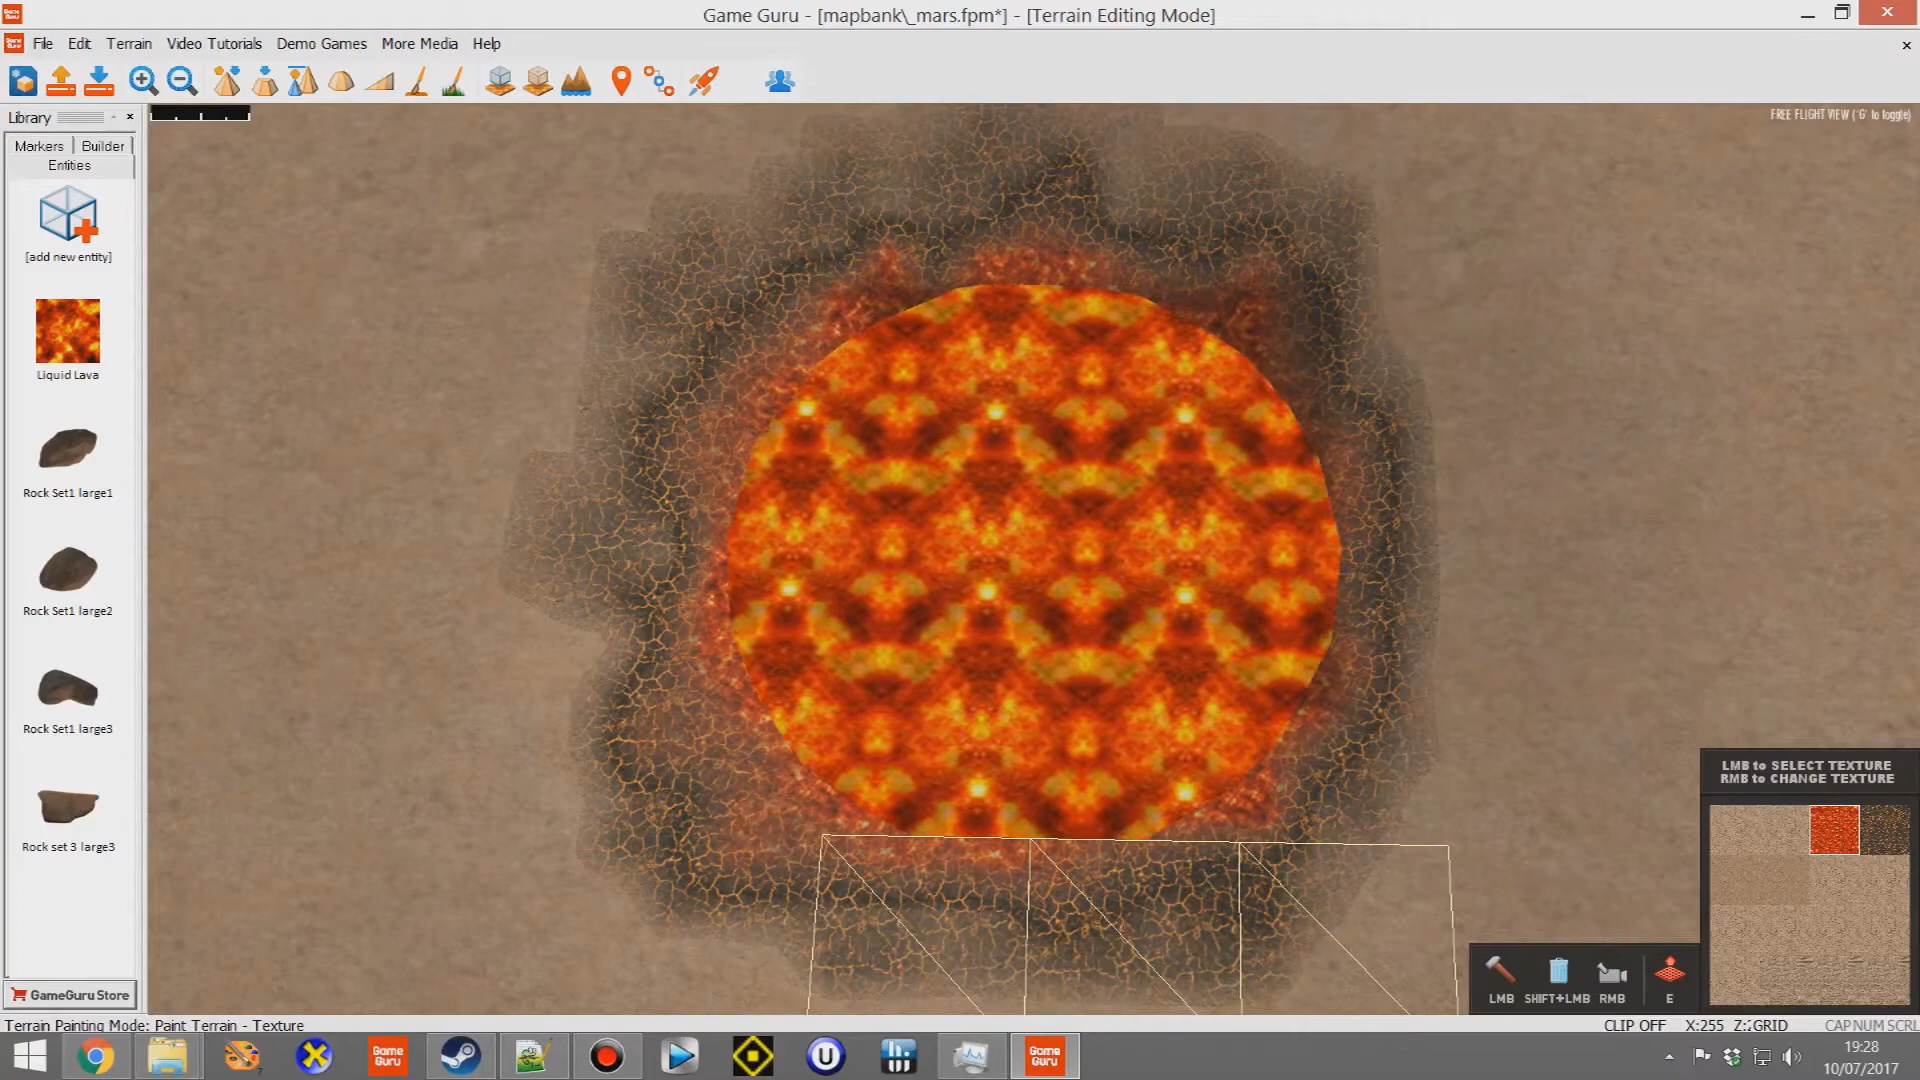 Game Guru - [mapbank\_mars.fpm*] - [Terrain Editing Mode]
File Edit Terrain Video Tutorials Demo Games More Media Help
Library
Markers Builder
Entities
[add new entity]
Liquid Lava
Rock Set1 large1
Rock Set1 large2
Rock Set1 large3
Rock set 3 large3
GameGuru Store
FREE FLIGHT VIEW ('G' to toggle)
LMB to SELECT TEXTURE
RMB to CHANGE TEXTURE
LMB SHIFT+LMB RMB E
Terrain Painting Mode: Paint Terrain - Texture
CLIP OFF X:255 Z:GRID CAP NUM SCRL
Game
Guru
Game
Guru
19:28
10/07/2017